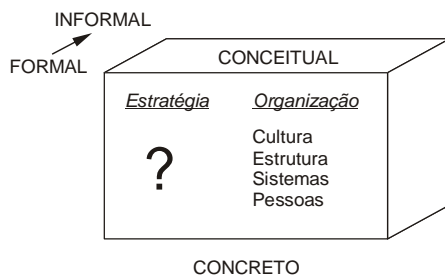 INFORMAL
FORMAL
CONCEITUAL
Estratégia Organização
?
Cultura
Estrutura
Sistemas
Pessoas
CONCRETO